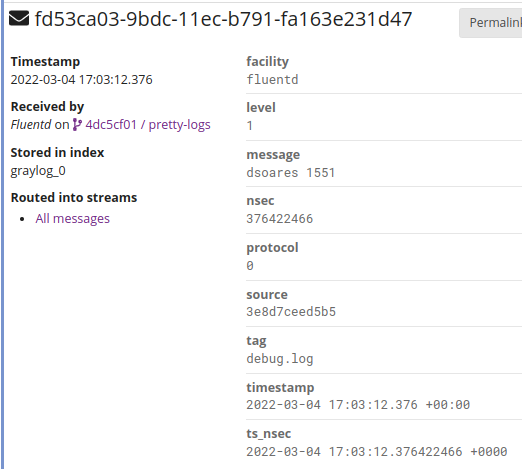 fd53ca03-9bdc-11ec-b791-fa163e231d47
Permalink
Timestamp
2022-03-04 17:03:12.376
Received by
Fluentd on 4dc5cf01 / pretty-logs
Stored in index
graylog_0
Routed into streams
All messages
facility
fluentd
level
1
message
dsoares 1551
nsec
376422466
protocol
0
source
3e8d7ceed5b5
tag
debug.log
timestamp
2022-03-04 17:03:12.376 +00:00
ts_nsec
2022-03-04 17:03:12.376422466 +0000